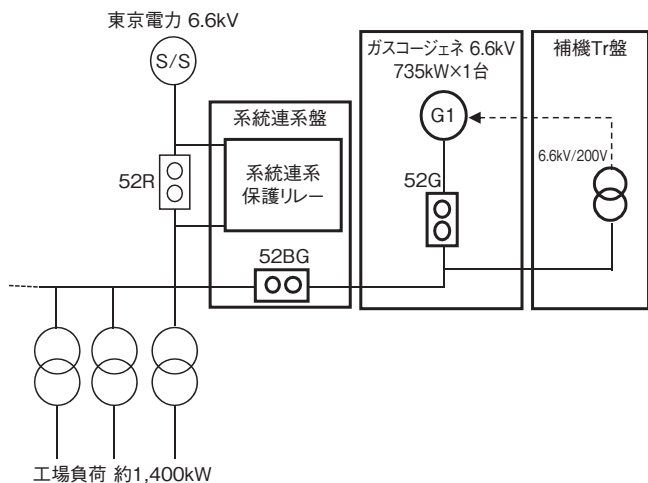 東京電力 6.6kV
S/S
52R
系統連系盤
系統連系
保護リレー
52BG
ガスコージェネ 6.6kV
735kW×1台
G1
52G
補機Tr盤
6.6kV/200V
工場負荷 約1,400kW